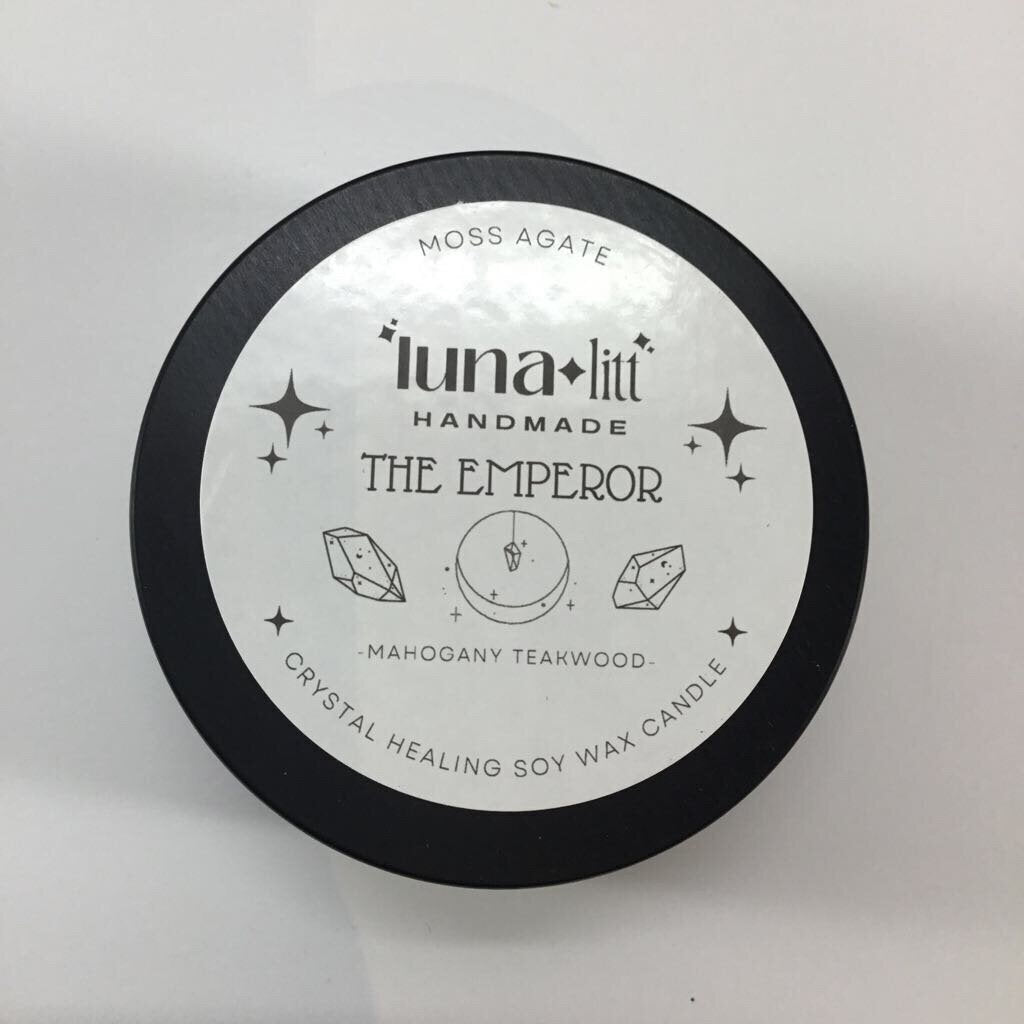 MOSS AGATE
luna litt
HANDMADE
THE EMPEROR
-MAHOGANY TEAKWOOD-
CRYSTAL HEALING SOY WAX CANDLE